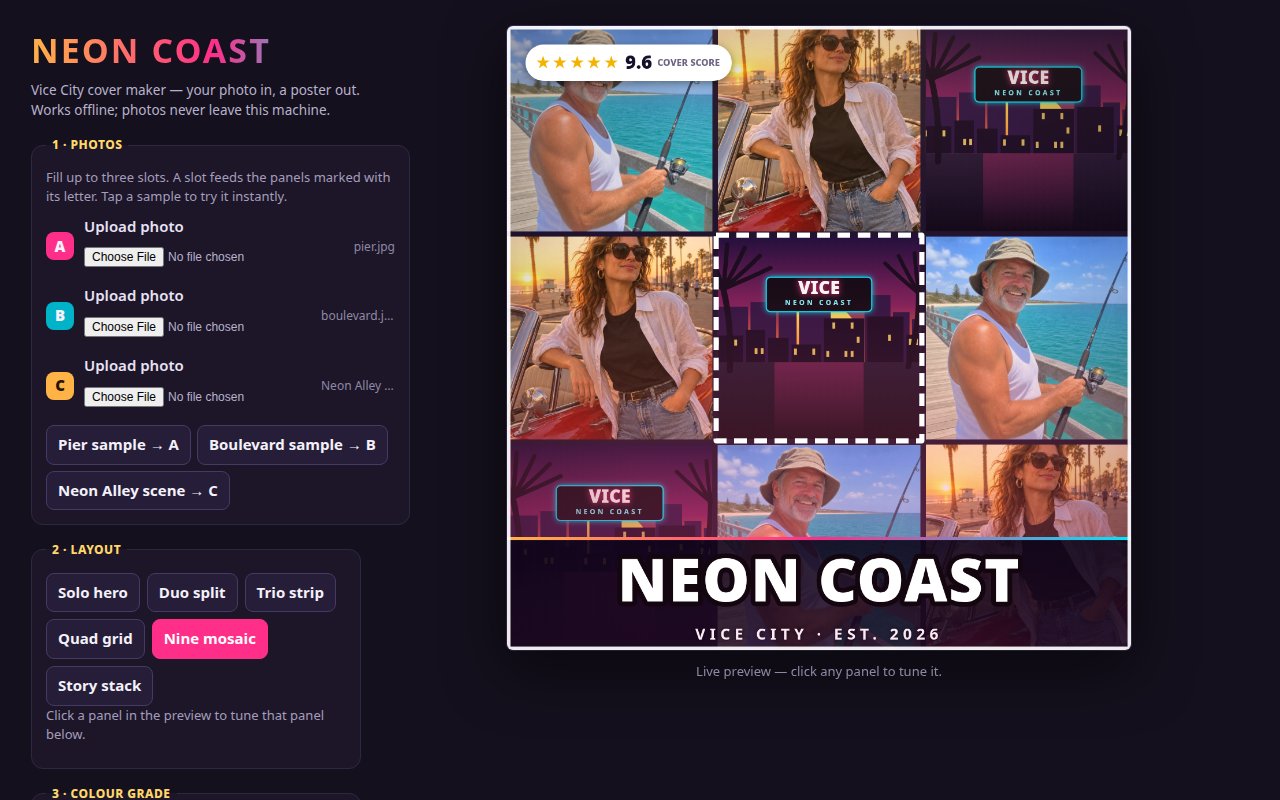 NEON COAST
Vice City cover maker — your photo in, a poster out.
Works offline; photos never leave this machine.
1 · PHOTOS
Fill up to three slots. A slot feeds the panels marked with
its letter. Tap a sample to try it instantly.
A
Upload photo
Choose File No file chosen
pier.jpg
B
Upload photo
Choose File No file chosen
boulevard.j...
C
Upload photo
Choose File No file chosen
Neon Alley ...
Pier sample → A
Boulevard sample → B
Neon Alley scene → C
2 · LAYOUT
Solo hero
Duo split
Trio strip
Quad grid
Nine mosaic
Story stack
Click a panel in the preview to tune that panel
below.
3 · COLOUR GRADE
★★★★★ 9.6 COVER SCORE
VICE
NEON COAST
VICE
NEON COAST
VICE
NEON COAST
NEON COAST
VICE CITY · EST. 2026
Live preview — click any panel to tune it.